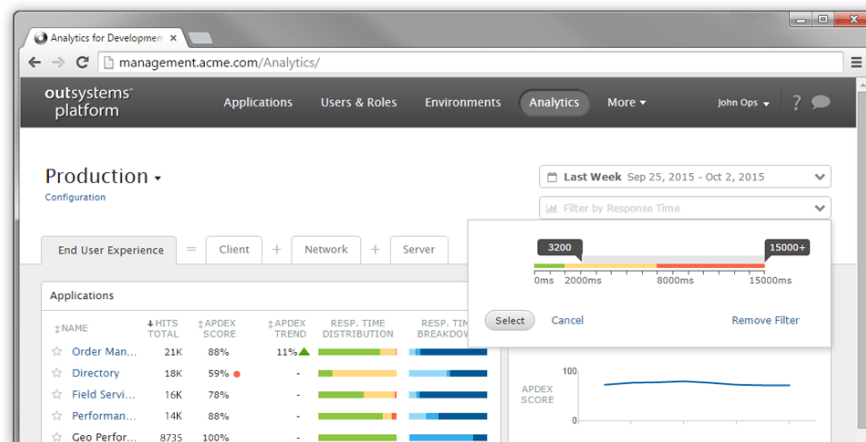 Analytics for Developmen
management.acme.com/Analytics/
outsystems®
platform
Applications Users & Roles Environments Analytics More John Ops ?
Production
Configuration
Last Week Sep 25, 2015 - Oct 2, 2015
Filter by Response Time
End User Experience = Client + Network + Server
3200 15000+
0ms 2000ms 8000ms 15000ms
Select Cancel Remove Filter
Applications
NAME HITS TOTAL APDEX SCORE APDEX TREND RESP. TIME DISTRIBUTION RESP. TIM BREAKDOW
Order Man... 21K 88% 11%
Directory 18K 59% -
Field Servi... 16K 78% -
Performan... 14K 88% -
Geo Perfor... 8735 100% -
APDEX
SCORE
100
0